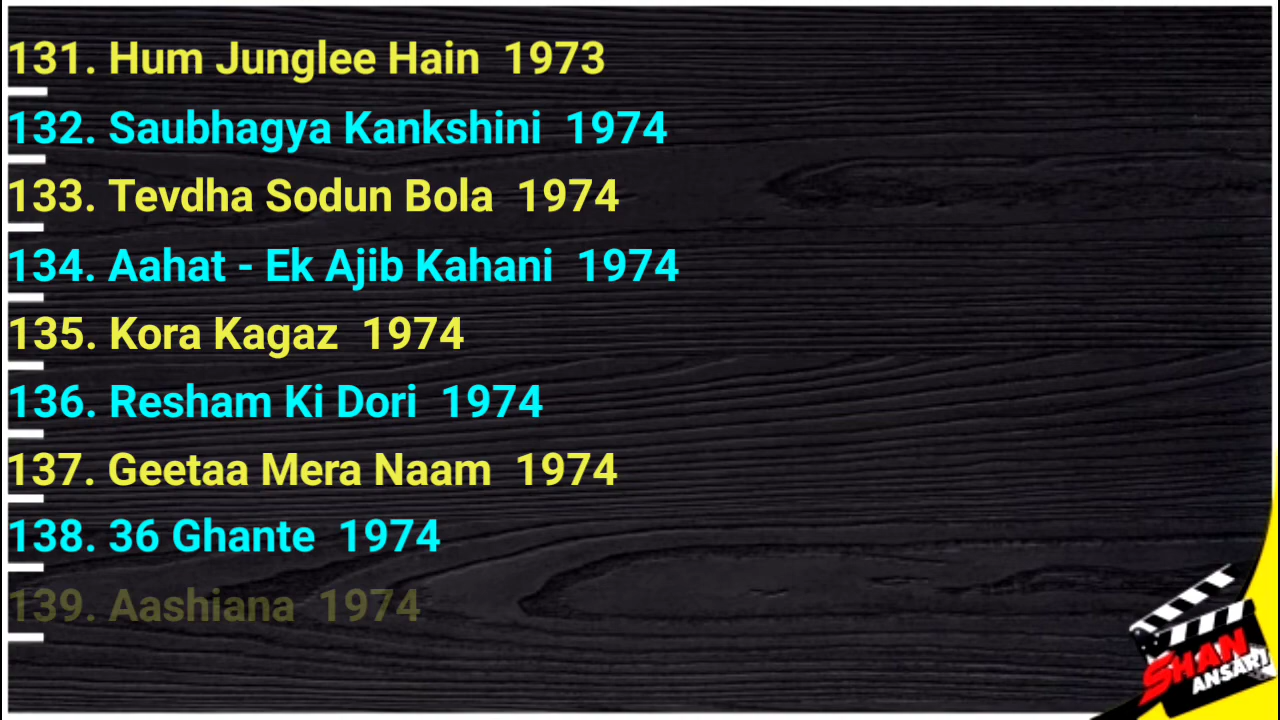 131. Hum Junglee Hain 1973
132. Saubhagya Kankshini 1974
133. Tevdha Sodun Bola 1974
134. Aahat - Ek Ajib Kahani 1974
135. Kora Kagaz 1974
136. Resham Ki Dori 1974
137. Geetaa Mera Naam 1974
138. 36 Ghante 1974
139. Aashiana 1974
SHAN
ANSARI